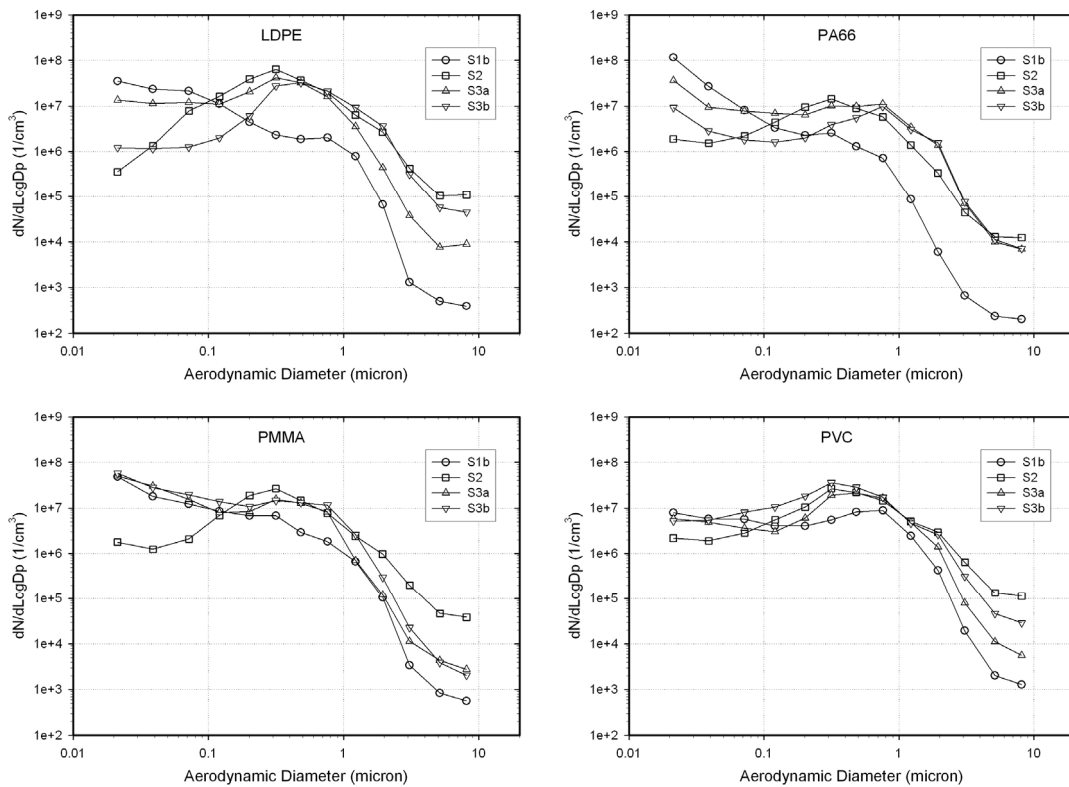 LDPE
1e+9
1e+8
1e+7
1e+6
1e+5
1e+4
1e+3
1e+2
dN/dLcgDp (1/cm³)
S1b
S2
S3a
S3b
0.01
0.1
1
10
Aerodynamic Diameter (micron)
PA66
1e+9
1e+8
1e+7
1e+6
1e+5
1e+4
1e+3
1e+2
dN/dLcgDp (1/cm³)
S1b
S2
S3a
S3b
0.01
0.1
1
10
Aerodynamic Diameter (micron)
PMMA
1e+9
1e+8
1e+7
1e+6
1e+5
1e+4
1e+3
1e+2
dN/dLcgDp (1/cm³)
S1b
S2
S3a
S3b
0.01
0.1
1
10
Aerodynamic Diameter (micron)
PVC
1e+9
1e+8
1e+7
1e+6
1e+5
1e+4
1e+3
1e+2
dN/dLcgDp (1/cm³)
S1b
S2
S3a
S3b
0.01
0.1
1
10
Aerodynamic Diameter (micron)